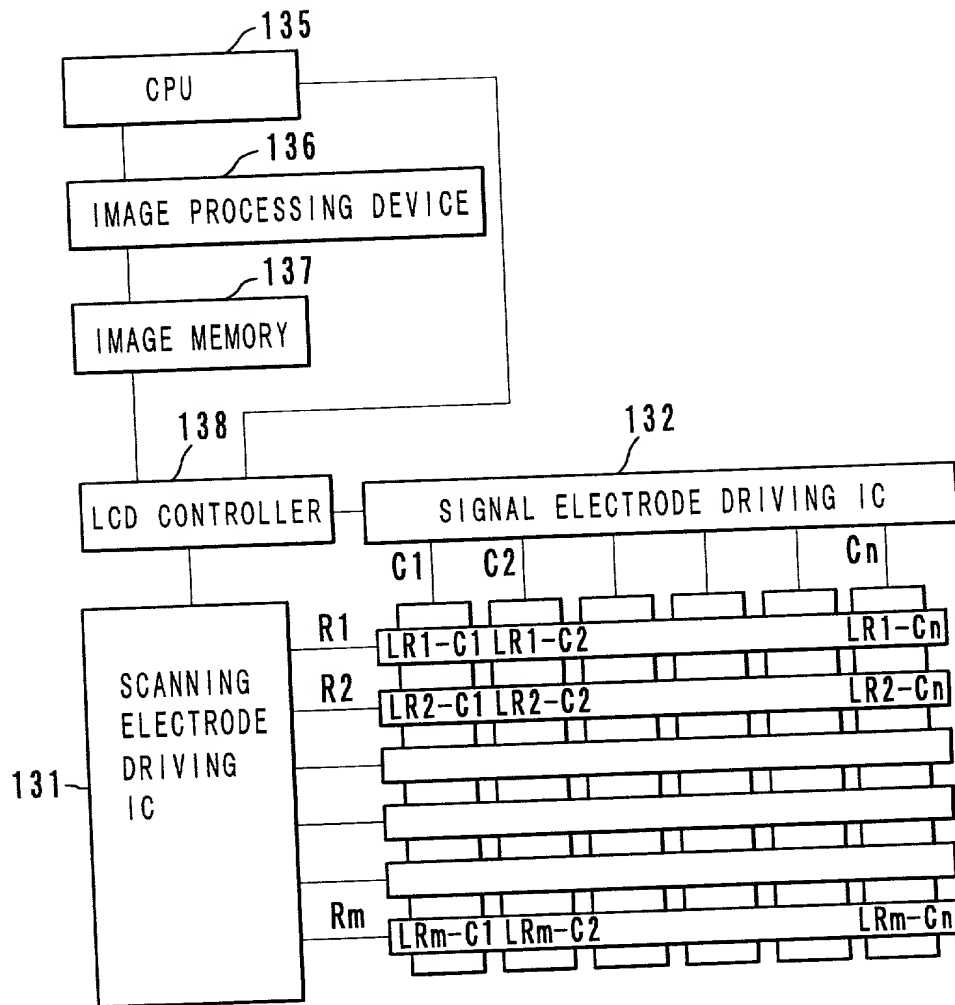 135
CPU
136
IMAGE PROCESSING DEVICE
137
IMAGE MEMORY
138
132
LCD CONTROLLER
SIGNAL ELECTRODE DRIVING IC
C1 C2 Cn
R1
LR1-C1 LR1-C2 LR1-Cn
R2
LR2-C1 LR2-C2 LR2-Cn
SCANNING
ELECTRODE
DRIVING
IC
131
Rm
LRm-C1 LRm-C2 LRm-Cn